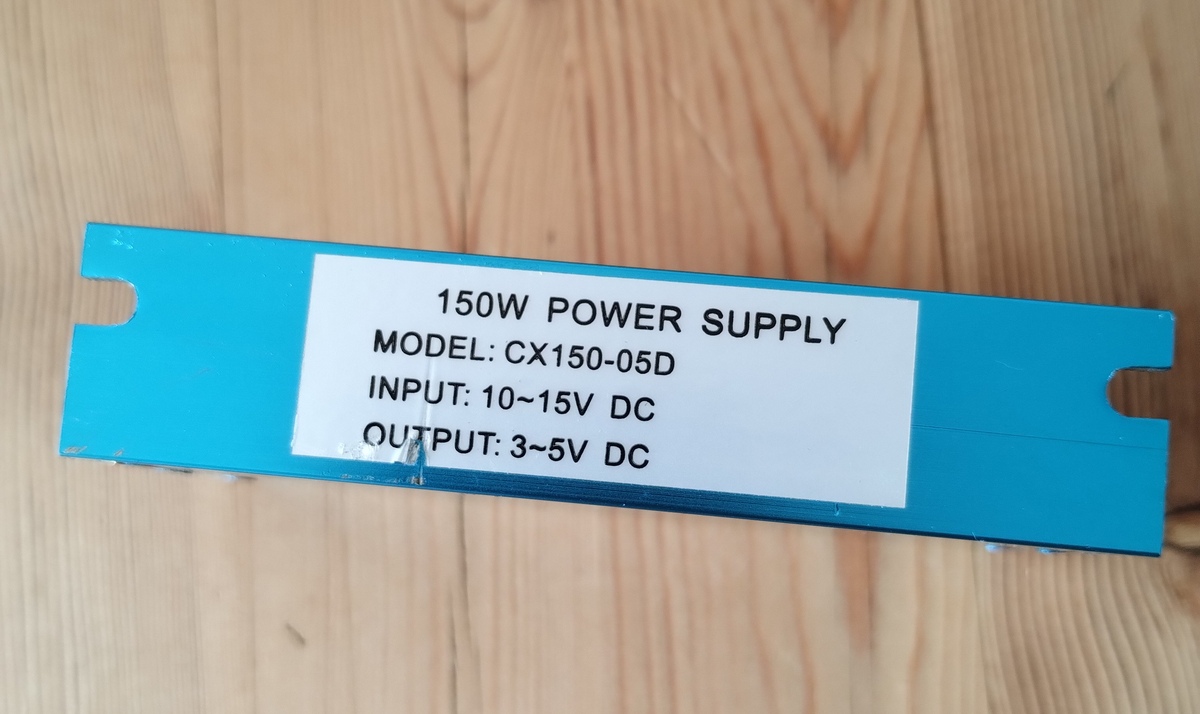 150W POWER SUPPLY
MODEL: CX150-05D
INPUT: 10~15V DC
OUTPUT: 3~5V DC